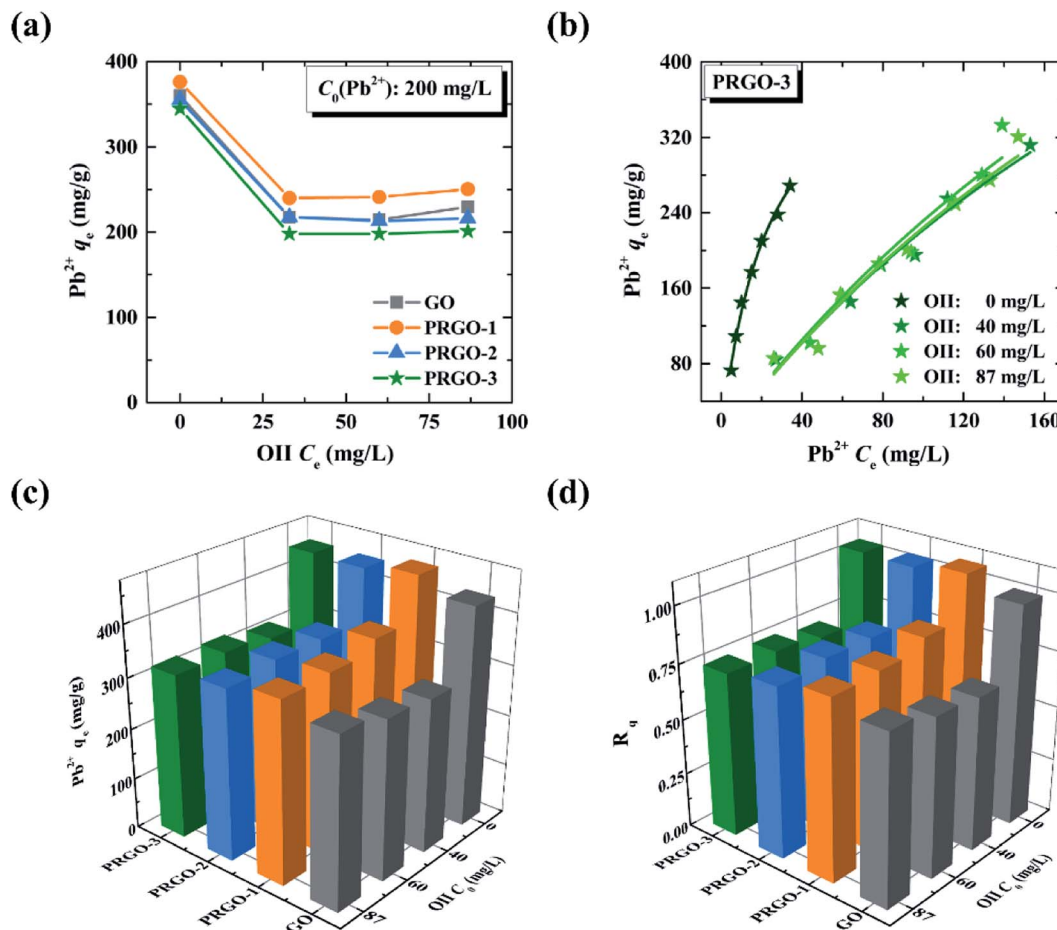 (a)
400
300
200
100
0
Pb²⁺ qₑ (mg/g)
C₀(Pb²⁺): 200 mg/L
GO
PRGO-1
PRGO-2
PRGO-3
0 25 50 75 100
OII Cₑ (mg/L)
(b)
400
320
240
160
80
Pb²⁺ qₑ (mg/g)
PRGO-3
OII: 0 mg/L
OII: 40 mg/L
OII: 60 mg/L
OII: 87 mg/L
0 40 80 120 160
Pb²⁺ Cₑ (mg/L)
(c)
400
300
200
100
0
Pb²⁺ qₑ (mg/g)
PRGO-3
PRGO-2
PRGO-1
GO
87
60
40
0
OII C₀ (mg/L)
(d)
1.00
0.75
0.50
0.25
0.00
R_q
PRGO-3
PRGO-2
PRGO-1
GO
87
60
40
0
OII C₀ (mg/L)